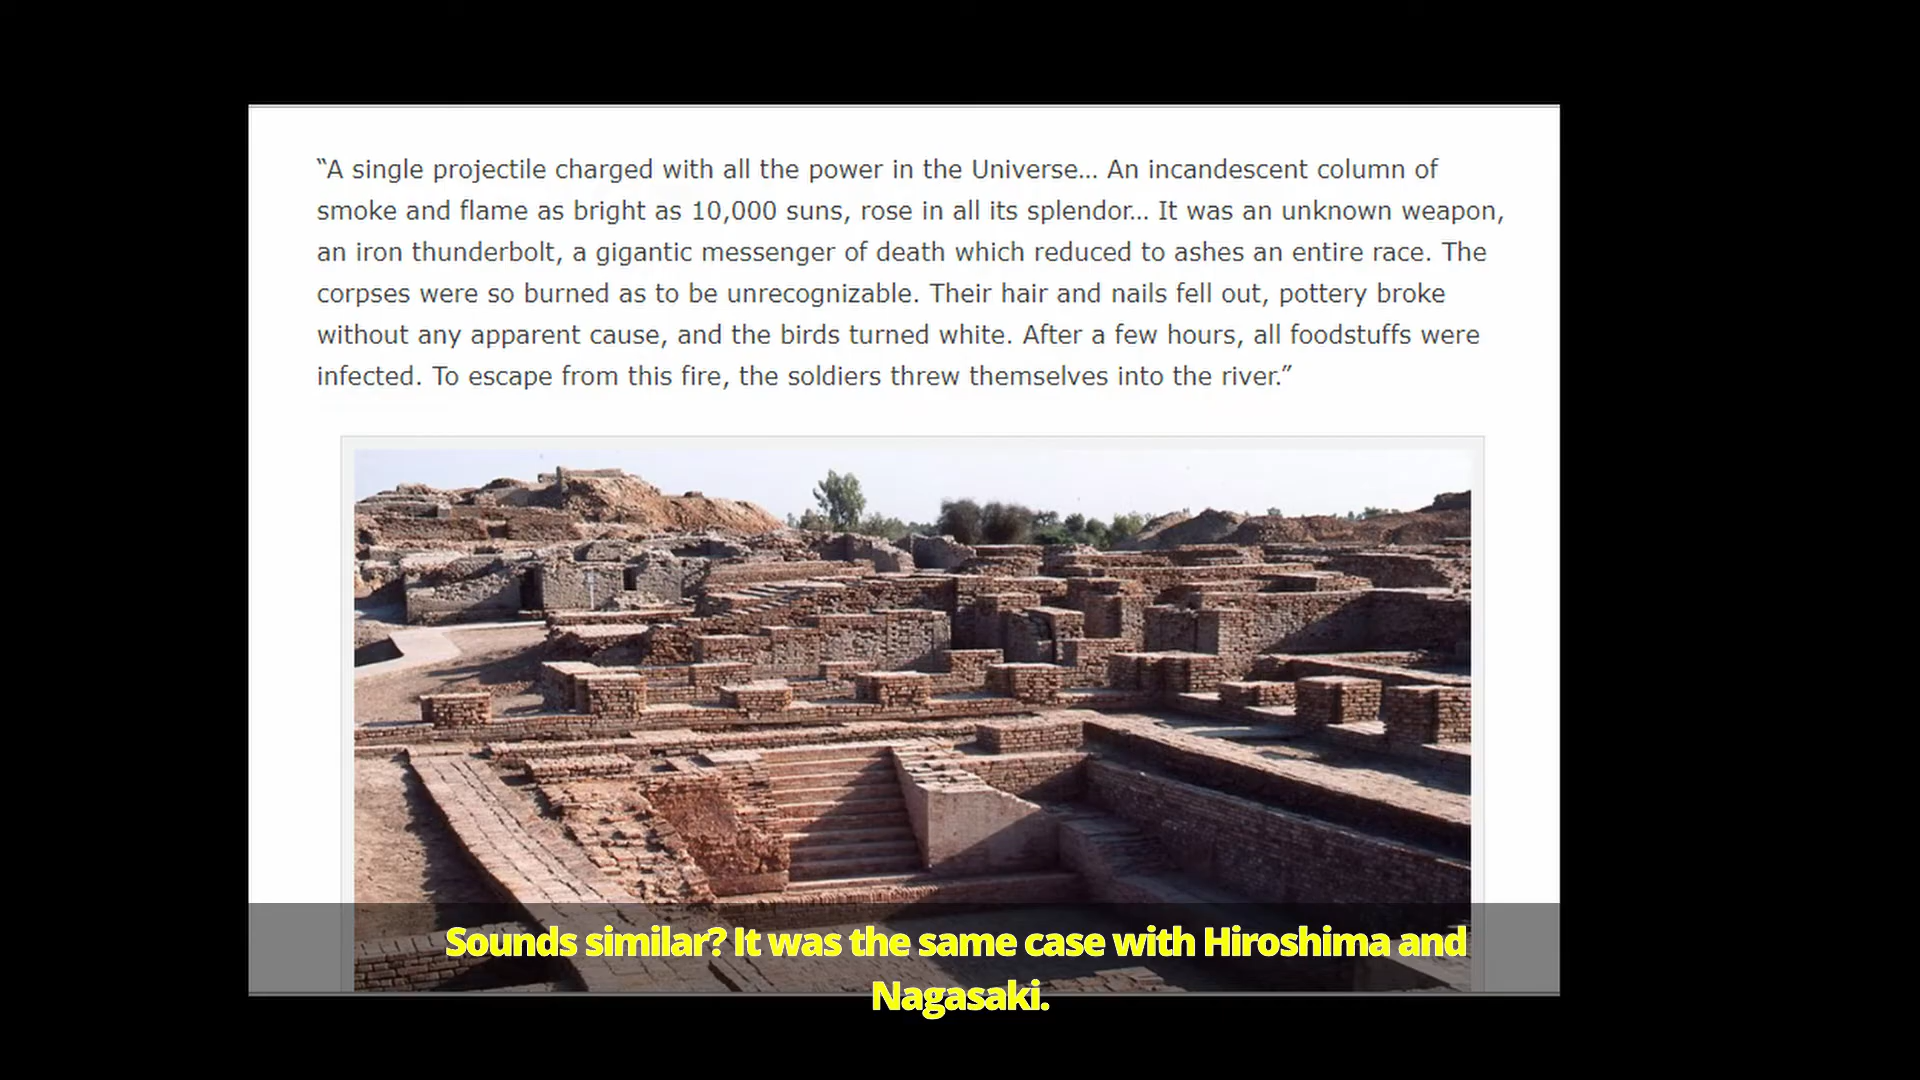 “A single projectile charged with all the power in the Universe… An incandescent column of
smoke and flame as bright as 10,000 suns, rose in all its splendor… It was an unknown weapon,
an iron thunderbolt, a gigantic messenger of death which reduced to ashes an entire race. The
corpses were so burned as to be unrecognizable. Their hair and nails fell out, pottery broke
without any apparent cause, and the birds turned white. After a few hours, all foodstuffs were
infected. To escape from this fire, the soldiers threw themselves into the river.”
Sounds similar? It was the same case with Hiroshima and
Nagasaki.